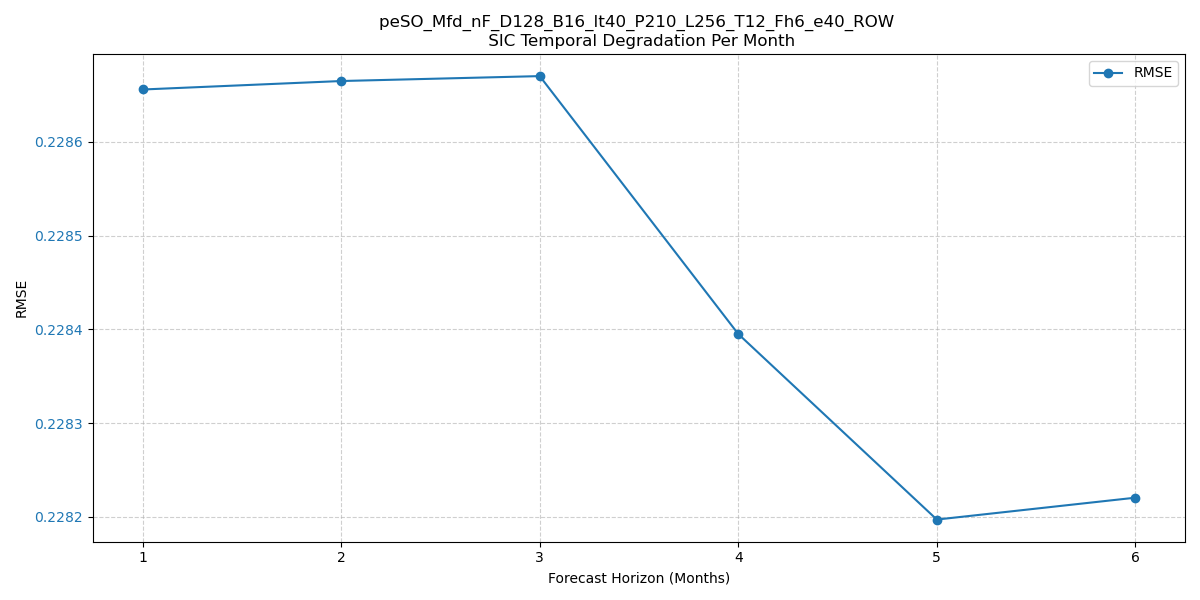 peSO_Mfd_nF_D128_B16_lt40_P210_L256_T12_Fh6_e40_ROW
SIC Temporal Degradation Per Month
RMSE
0.2286
0.2285
0.2284
0.2283
0.2282
RMSE
1 2 3 4 5 6
Forecast Horizon (Months)